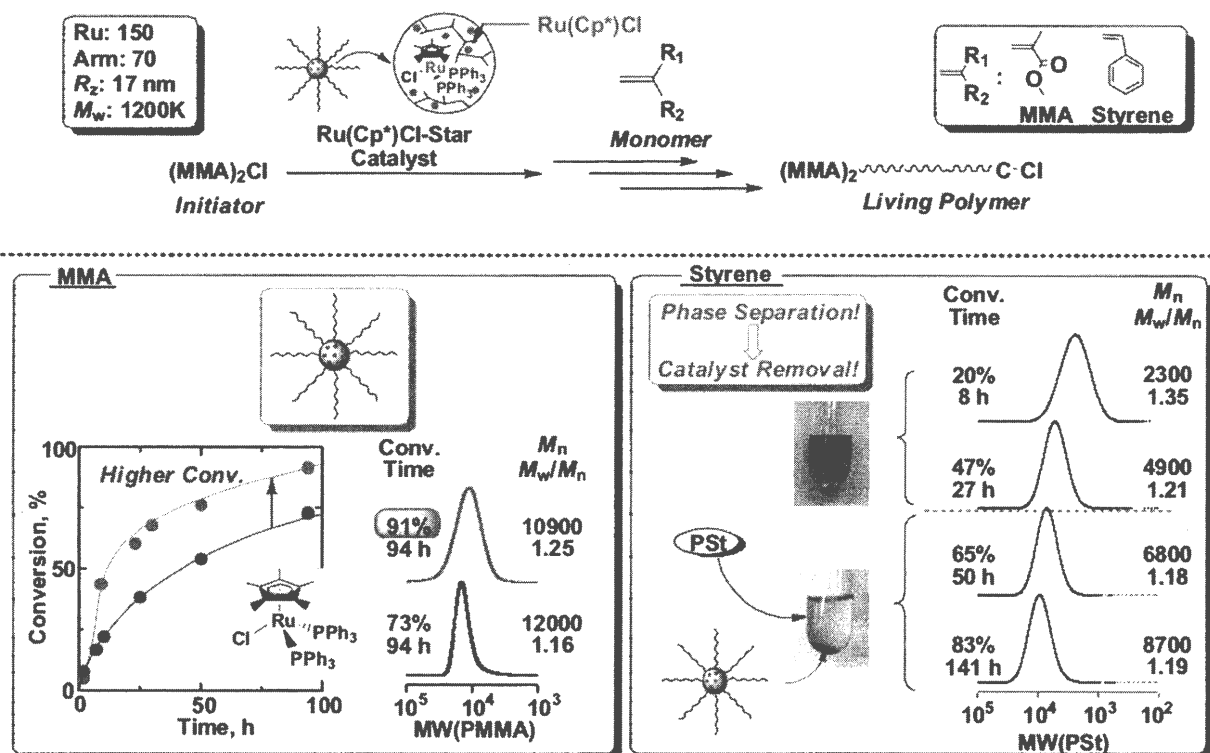 Ru: 150
Arm: 70
Rz: 17 nm
Mw: 1200K
Ru(Cp*)Cl
Cl
Ru
PPh3
PPh3
Ru(Cp*)Cl-Star
Catalyst
R1
R2
Monomer
R1
R2
:
O
O
MMA Styrene
(MMA)2Cl
Initiator
(MMA)2 C-Cl
Living Polymer
MMA
100
50
0
Conversion, %
Higher Conv.
Ru
Cl
PPh3
PPh3
0 50 100
Time, h
Conv.
Time
Mn
Mw/Mn
91%
94 h
10900
1.25
73%
94 h
12000
1.16
10^5 10^4 10^3
MW(PMMA)
Styrene
Phase Separation!
Catalyst Removal!
PSt
Conv.
Time
Mn
Mw/Mn
20%
8 h
2300
1.35
47%
27 h
4900
1.21
65%
50 h
6800
1.18
83%
141 h
8700
1.19
10^5 10^4 10^3 10^2
MW(PSt)